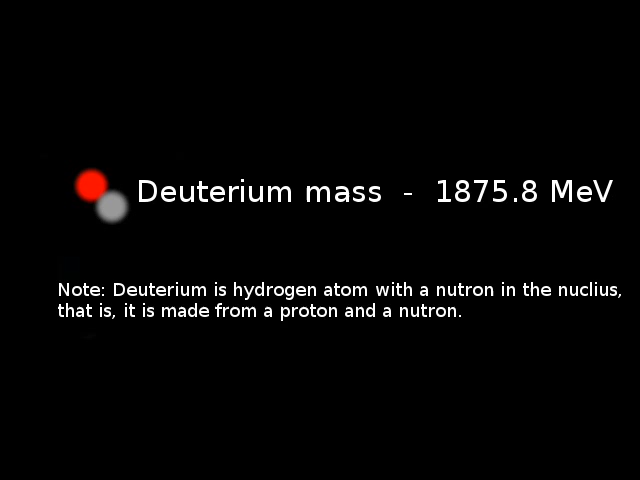 Deuterium mass - 1875.8 MeV
Note: Deuterium is hydrogen atom with a nutron in the nuclius,
that is, it is made from a proton and a nutron.